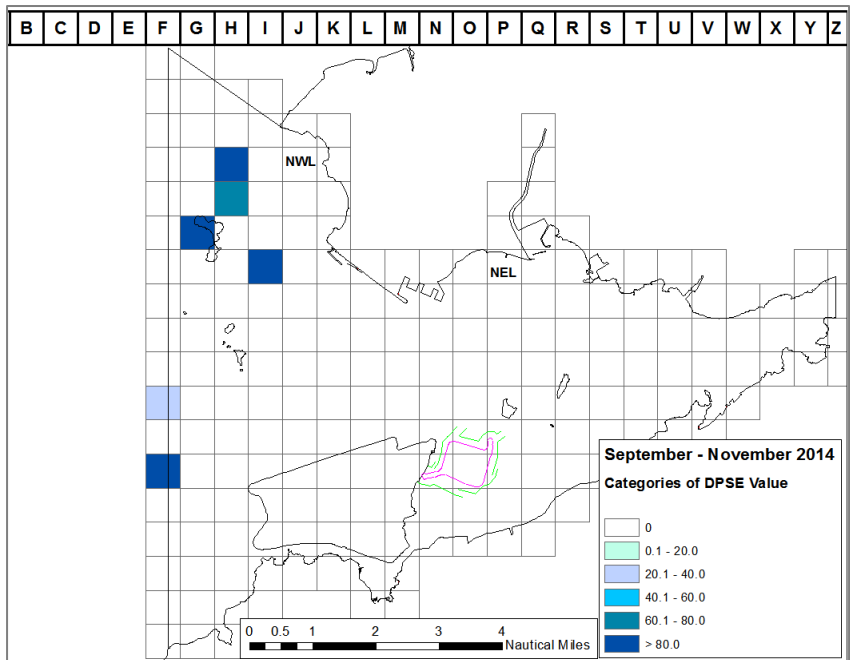 B C D E F G H I J K L M N O P Q R S T U V W X Y Z
NWL
NEL
September - November 2014
Categories of DPSE Value
0
0.1 - 20.0
20.1 - 40.0
40.1 - 60.0
60.1 - 80.0
> 80.0
0 0.5 1 2 3 4
Nautical Miles